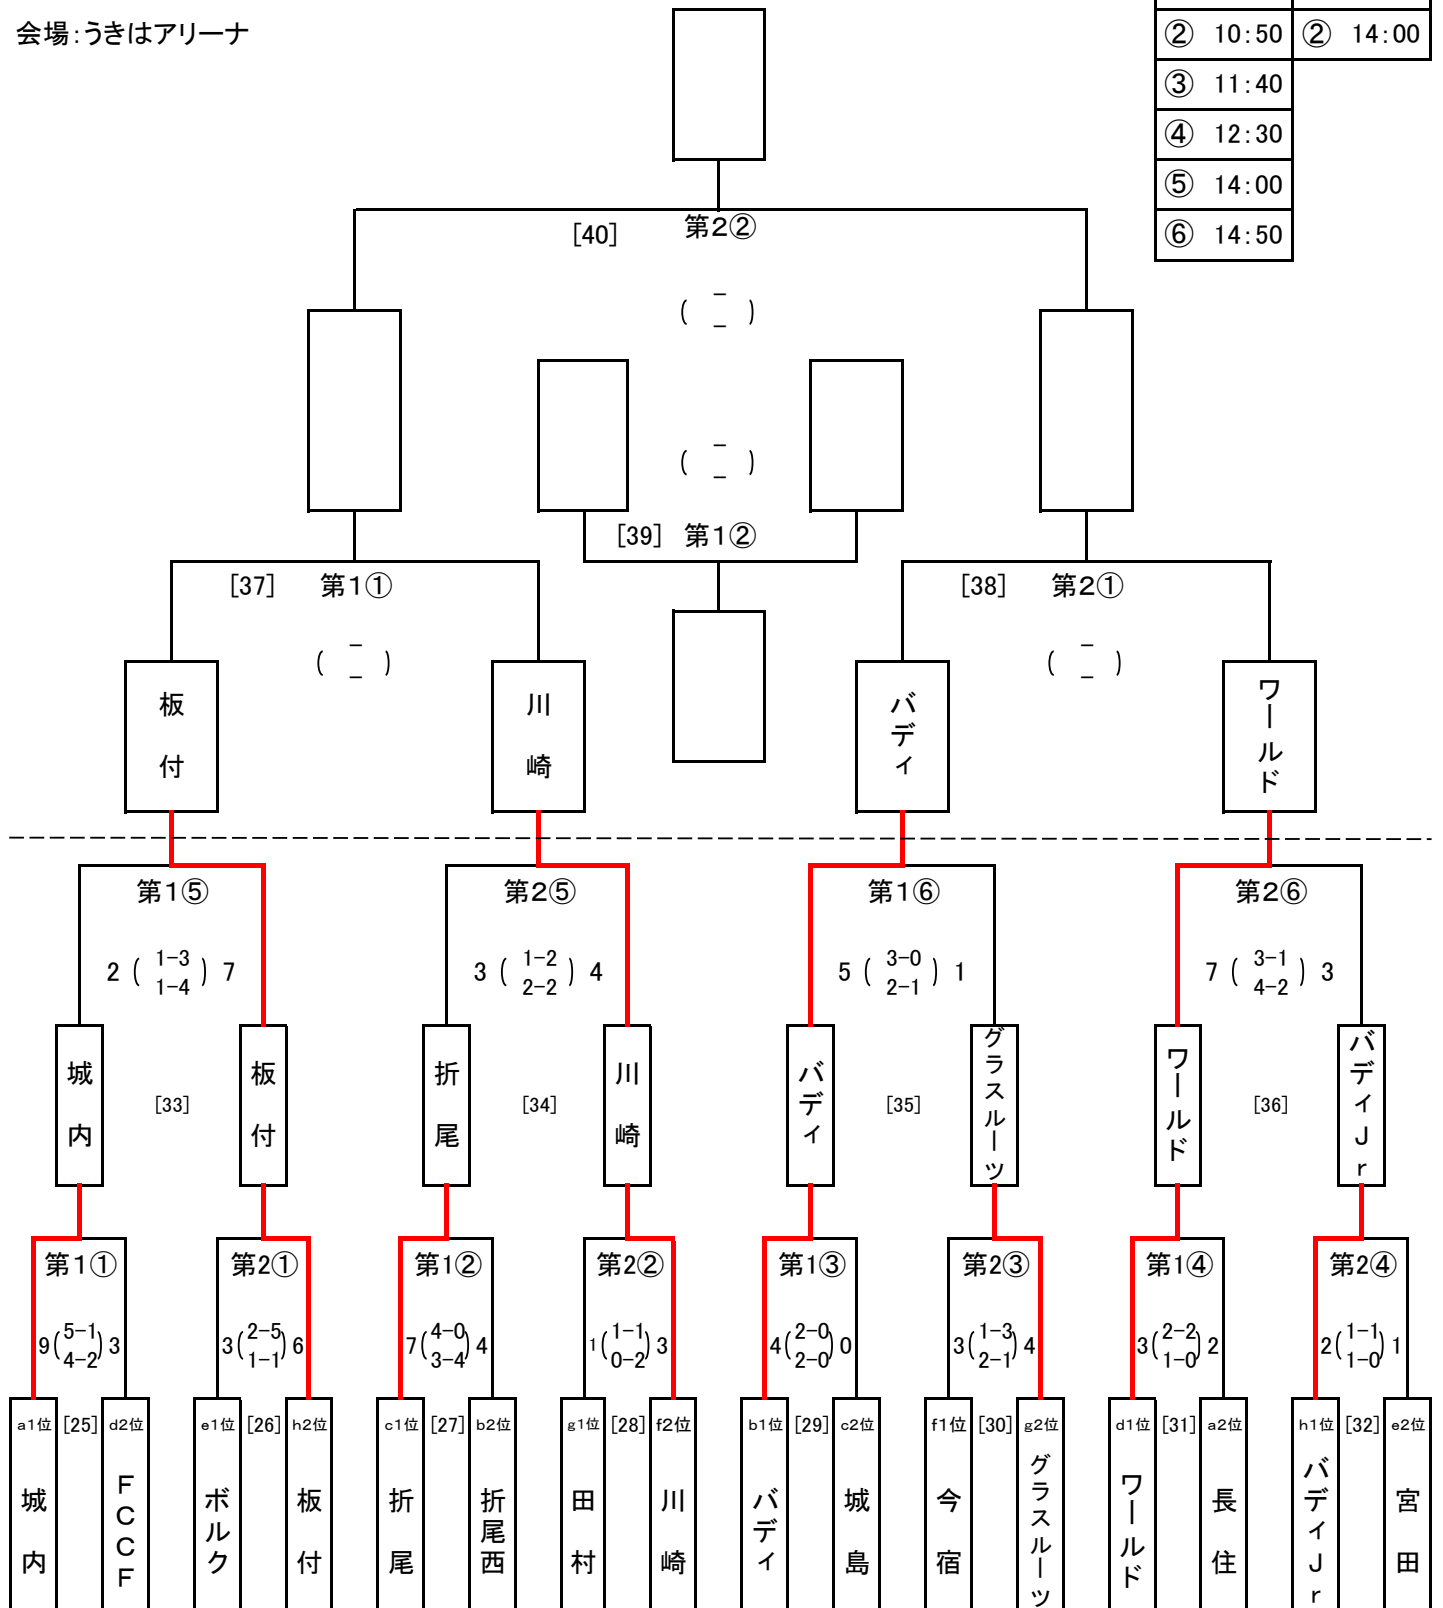 会場：うきはアリーナ
② 10:50 ② 14:00
③ 11:40
④ 12:30
⑤ 14:00
⑥ 14:50
[40] 第2②
( － － )
( － － )
[39] 第1②
[37] 第1①
( － － )
[38] 第2①
( － － )
板付
川崎
バディ
ワールド
第1⑤
第2⑤
第1⑥
第2⑥
2 ( 1-3 1-4 ) 7
3 ( 1-2 2-2 ) 4
5 ( 3-0 2-1 ) 1
7 ( 3-1 4-2 ) 3
城内
[33]
板付
折尾
[34]
川崎
バディ
[35]
グラスルーツ
ワールド
[36]
バディJr
第1①
第2①
第1②
第2②
第1③
第2③
第1④
第2④
9 ( 5-1 4-2 ) 3
3 ( 2-5 1-1 ) 6
7 ( 4-0 3-4 ) 4
1 ( 1-1 0-2 ) 3
4 ( 2-0 2-0 ) 0
3 ( 1-3 2-1 ) 4
3 ( 2-2 1-0 ) 2
2 ( 1-1 1-0 ) 1
a1位 [25] d2位
e1位 [26] h2位
c1位 [27] b2位
g1位 [28] f2位
b1位 [29] c2位
f1位 [30] g2位
d1位 [31] a2位
h1位 [32] e2位
城内
FCCF
ボルク
板付
折尾
折尾西
田村
川崎
バディ
城島
今宿
グラスルーツ
ワールド
長住
バディJr
宮田